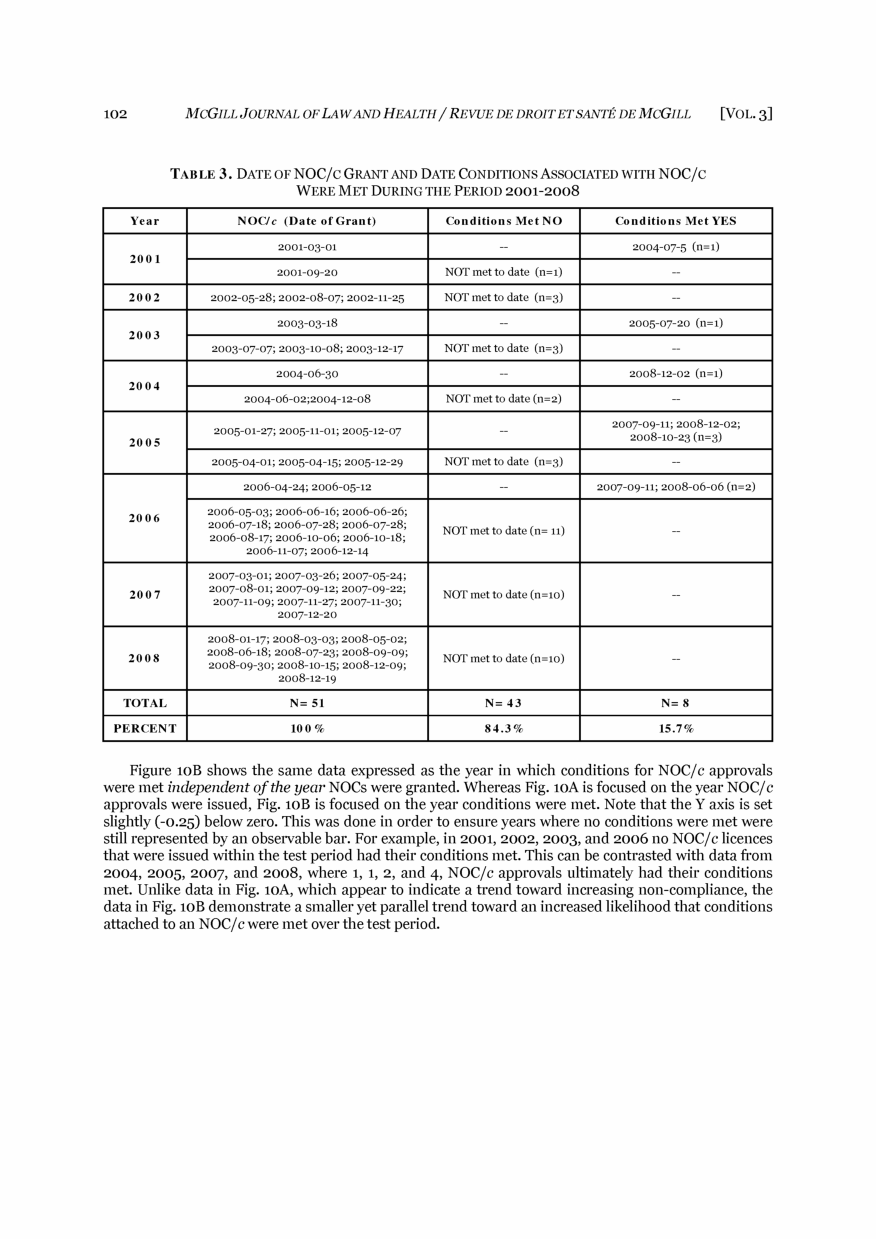 102 MCGILL JOURNAL OF LAW AND HEALTH / REVUE DE DROIT ET SANTÉ DE MCGILL [VOL. 3]
TABLE 3. DATE OF NOC/C GRANT AND DATE CONDITIONS ASSOCIATED WITH NOC/C
WERE MET DURING THE PERIOD 2001-2008
Year NOC/c (Date of Grant) Conditions Met NO Conditions Met YES
2001
2001-03-01 -- 2004-07-5 (n=1)
2001-09-20 NOT met to date (n=1) --
2002 2002-05-28; 2002-08-07; 2002-11-25 NOT met to date (n=3) --
2003
2003-03-18 -- 2005-07-20 (n=1)
2003-07-07; 2003-10-08; 2003-12-17 NOT met to date (n=3) --
2004
2004-06-30 -- 2008-12-02 (n=1)
2004-06-02;2004-12-08 NOT met to date (n=2) --
2005
2005-01-27; 2005-11-01; 2005-12-07 -- 2007-09-11; 2008-12-02;
2008-10-23 (n=3)
2005-04-01; 2005-04-15; 2005-12-29 NOT met to date (n=3) --
2006
2006-04-24; 2006-05-12 -- 2007-09-11; 2008-06-06 (n=2)
2006-05-03; 2006-06-16; 2006-06-26;
2006-07-18; 2006-07-28; 2006-07-28;
2006-08-17; 2006-10-06; 2006-10-18;
2006-11-07; 2006-12-14
NOT met to date (n= 11) --
2007
2007-03-01; 2007-03-26; 2007-05-24;
2007-08-01; 2007-09-12; 2007-09-22;
2007-11-09; 2007-11-27; 2007-11-30;
2007-12-20
NOT met to date (n=10) --
2008
2008-01-17; 2008-03-03; 2008-05-02;
2008-06-18; 2008-07-23; 2008-09-09;
2008-09-30; 2008-10-15; 2008-12-09;
2008-12-19
NOT met to date (n=10) --
TOTAL N= 51 N= 43 N= 8
PERCENT 100 % 84.3% 15.7%
Figure 10B shows the same data expressed as the year in which conditions for NOC/c approvals
were met independent of the year NOCs were granted. Whereas Fig. 10A is focused on the year NOC/c
approvals were issued, Fig. 10B is focused on the year conditions were met. Note that the Y axis is set
slightly (-0.25) below zero. This was done in order to ensure years where no conditions were met were
still represented by an observable bar. For example, in 2001, 2002, 2003, and 2006 no NOC/c licences
that were issued within the test period had their conditions met. This can be contrasted with data from
2004, 2005, 2007, and 2008, where 1, 1, 2, and 4, NOC/c approvals ultimately had their conditions
met. Unlike data in Fig. 10A, which appear to indicate a trend toward increasing non-compliance, the
data in Fig. 10B demonstrate a smaller yet parallel trend toward an increased likelihood that conditions
attached to an NOC/c were met over the test period.